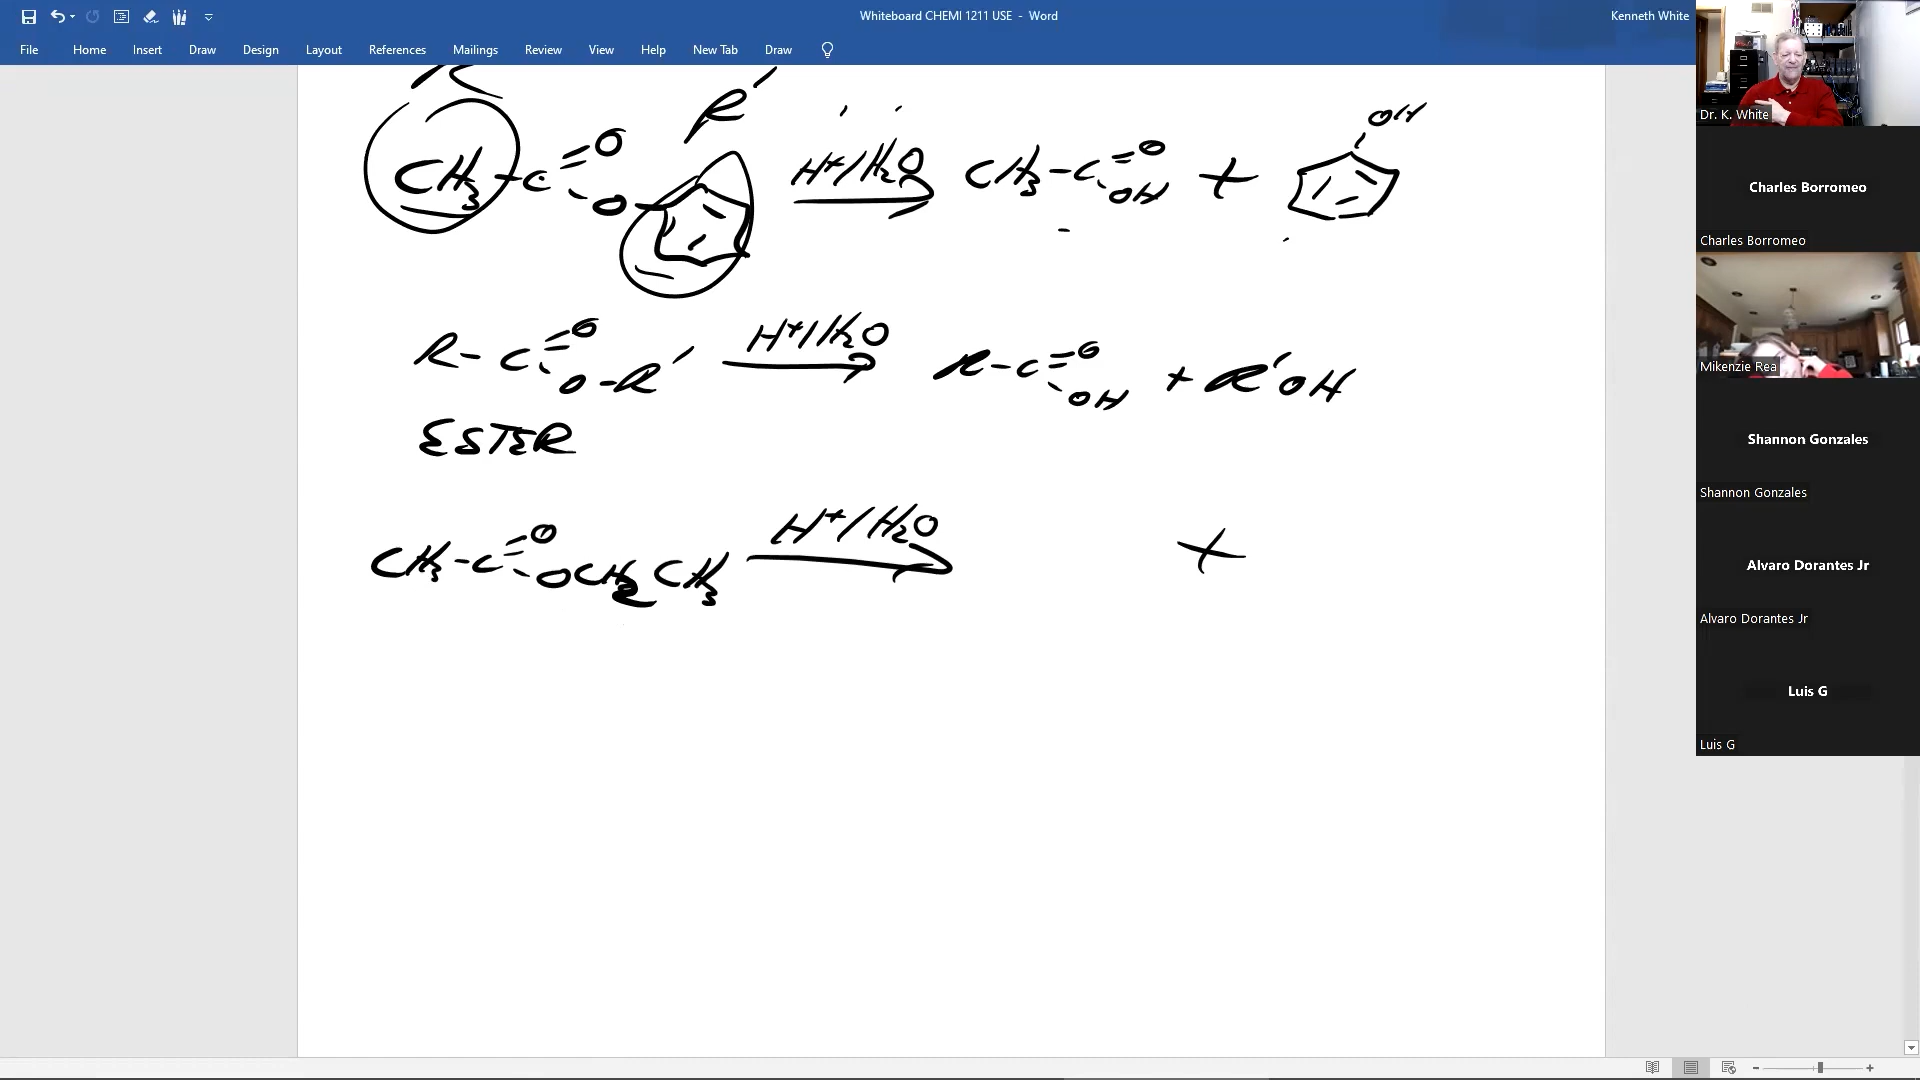 Whiteboard CHEMI 1211 USE - Word
Kenneth White
File Home Insert Draw Design Layout References Mailings Review View Help New Tab Draw
R R'
CH3-C=O O H+/H2O CH3-C=O OH + OH
R-C=O O-R' H+/H2O R-C=O OH + R'OH
ESTER
CH3-C=O OCH2CH3 H+/H2O +
Dr. K. White
Charles Borromeo
Charles Borromeo
Mikenzie Rea
Shannon Gonzales
Shannon Gonzales
Alvaro Dorantes Jr
Alvaro Dorantes Jr
Luis G
Luis G